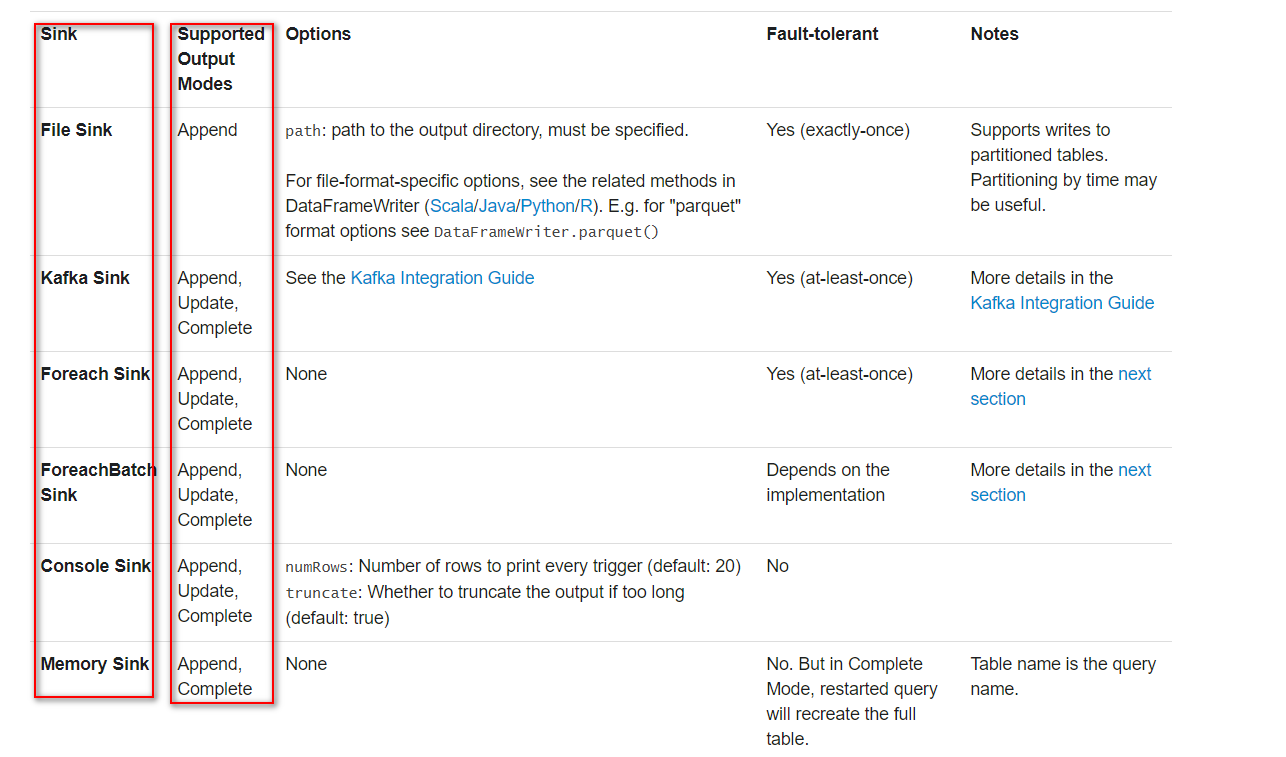 Sink
Supported
Output
Modes
Options
Fault-tolerant
Notes
File Sink
Append
path: path to the output directory, must be specified.
For file-format-specific options, see the related methods in
DataFrameWriter (Scala/Java/Python/R). E.g. for "parquet"
format options see DataFrameWriter.parquet()
Yes (exactly-once)
Supports writes to
partitioned tables.
Partitioning by time may
be useful.
Kafka Sink
Append,
Update,
Complete
See the Kafka Integration Guide
Yes (at-least-once)
More details in the
Kafka Integration Guide
Foreach Sink
Append,
Update,
Complete
None
Yes (at-least-once)
More details in the next
section
ForeachBatch
Sink
Append,
Update,
Complete
None
Depends on the
implementation
More details in the next
section
Console Sink
Append,
Update,
Complete
numRows: Number of rows to print every trigger (default: 20)
truncate: Whether to truncate the output if too long
(default: true)
No
Memory Sink
Append,
Complete
None
No. But in Complete
Mode, restarted query
will recreate the full
table.
Table name is the query
name.